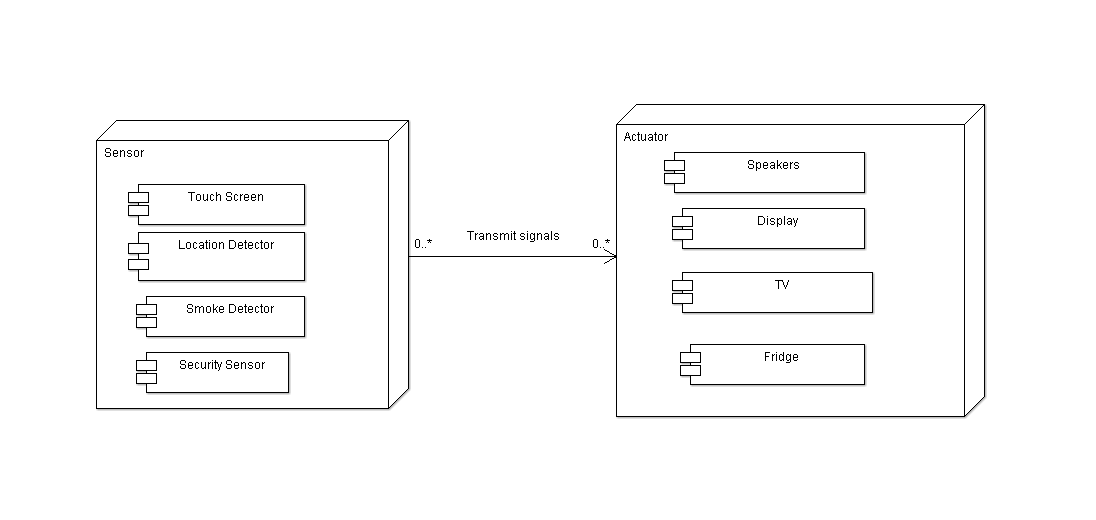 Sensor
Touch Screen
Location Detector
Smoke Detector
Security Sensor
0..*
Transmit signals
0..*
Actuator
Speakers
Display
TV
Fridge